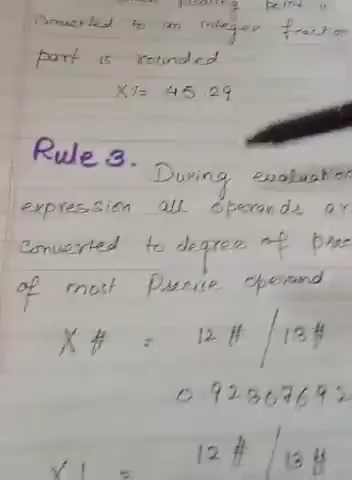 converted to an integer fraction
part is rounded
X%= 45.29
Rule 3.
During evaluation
expression all operands ar
converted to degree of prec
of most Precise operand
X # = 12 # / 13 #
0.92307692
12 # / 13 #